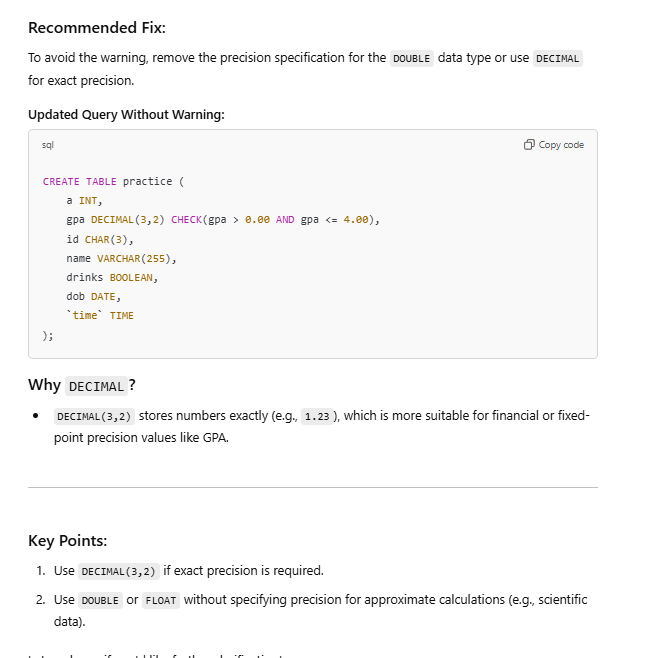 Recommended Fix:
To avoid the warning, remove the precision specification for the DOUBLE data type or use DECIMAL
for exact precision.
Updated Query Without Warning:
sql Copy code
CREATE TABLE practice (
    a INT,
    gpa DECIMAL(3,2) CHECK(gpa > 0.00 AND gpa <= 4.00),
    id CHAR(3),
    name VARCHAR(255),
    drinks BOOLEAN,
    dob DATE,
    `time` TIME
);
Why DECIMAL?
• DECIMAL(3,2) stores numbers exactly (e.g., 1.23), which is more suitable for financial or fixed-
point precision values like GPA.
Key Points:
1. Use DECIMAL(3,2) if exact precision is required.
2. Use DOUBLE or FLOAT without specifying precision for approximate calculations (e.g., scientific
data).